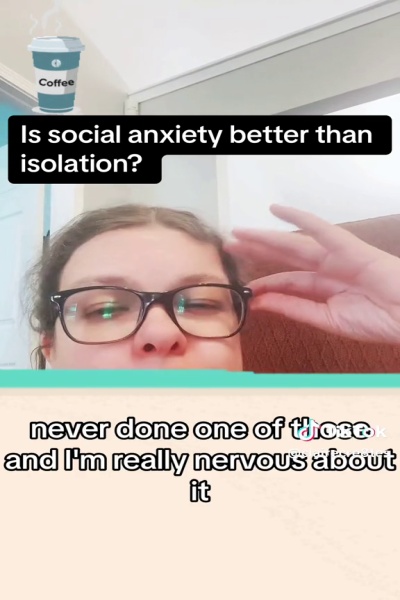 Coffee
Is social anxiety better than
isolation?
never done one of those
and I'm really nervous about
it